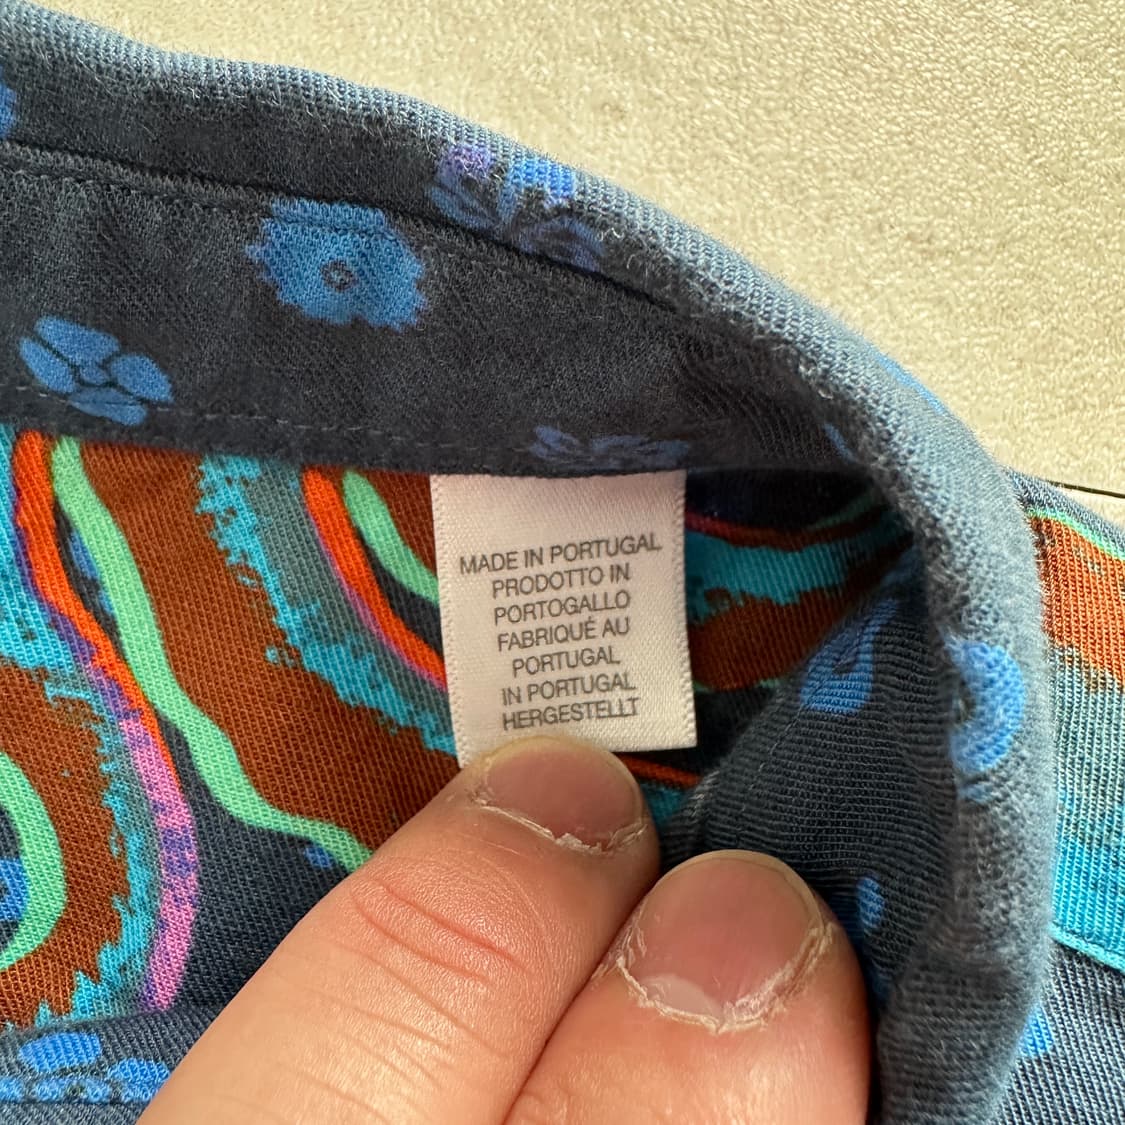 MADE IN PORTUGAL
PRODOTTO IN
PORTOGALLO
FABRIQUÉ AU
PORTUGAL
IN PORTUGAL
HERGESTELLT